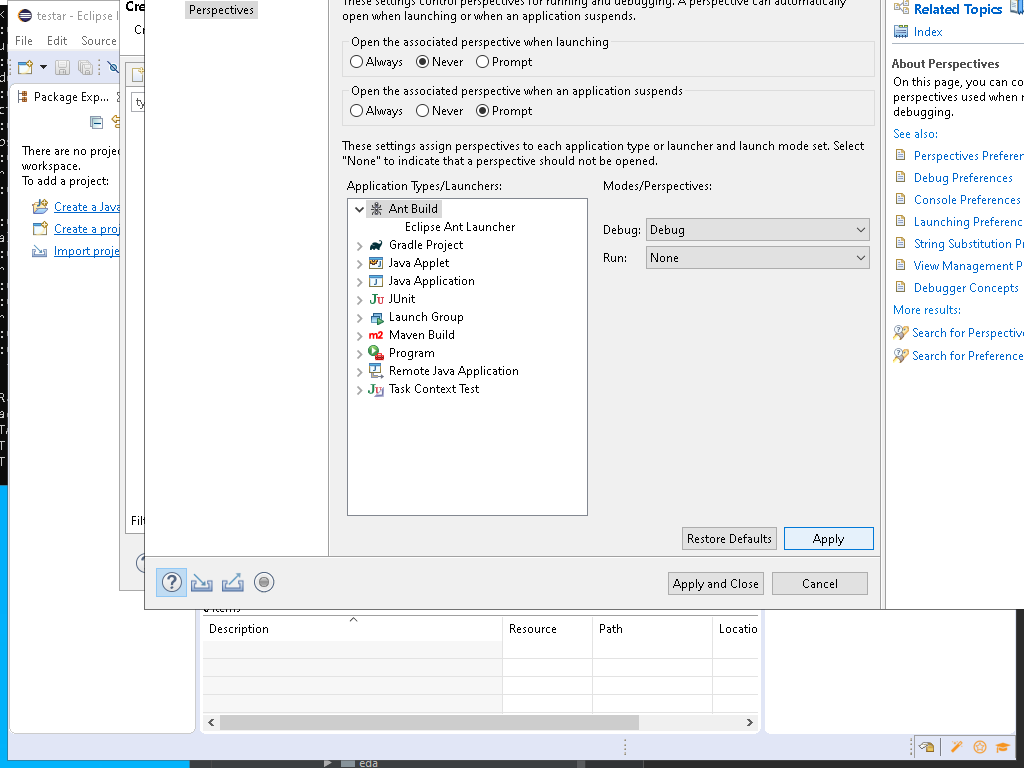 testar - Eclipse I
File Edit Source
Package Exp...
There are no proje
workspace.
To add a project:
Create a Java
Create a proj
Import proje
Cre
Cr
ty
Filt
Perspectives
These settings control perspectives for running and debugging. A perspective can automatically
open when launching or when an application suspends.
Open the associated perspective when launching
Always Never Prompt
Open the associated perspective when an application suspends
Always Never Prompt
These settings assign perspectives to each application type or launcher and launch mode set. Select
"None" to indicate that a perspective should not be opened.
Application Types/Launchers:
Ant Build
Eclipse Ant Launcher
Gradle Project
Java Applet
Java Application
JUnit
Launch Group
Maven Build
Program
Remote Java Application
Task Context Test
Modes/Perspectives:
Debug: Debug
Run: None
Restore Defaults Apply
Apply and Close Cancel
Related Topics
Index
About Perspectives
On this page, you can co
perspectives used when r
debugging.
See also:
Perspectives Preferen
Debug Preferences
Console Preferences
Launching Preferenc
String Substitution Pr
View Management P
Debugger Concepts
More results:
Search for Perspective
Search for Preference
items
Description Resource Path Locatio
eda